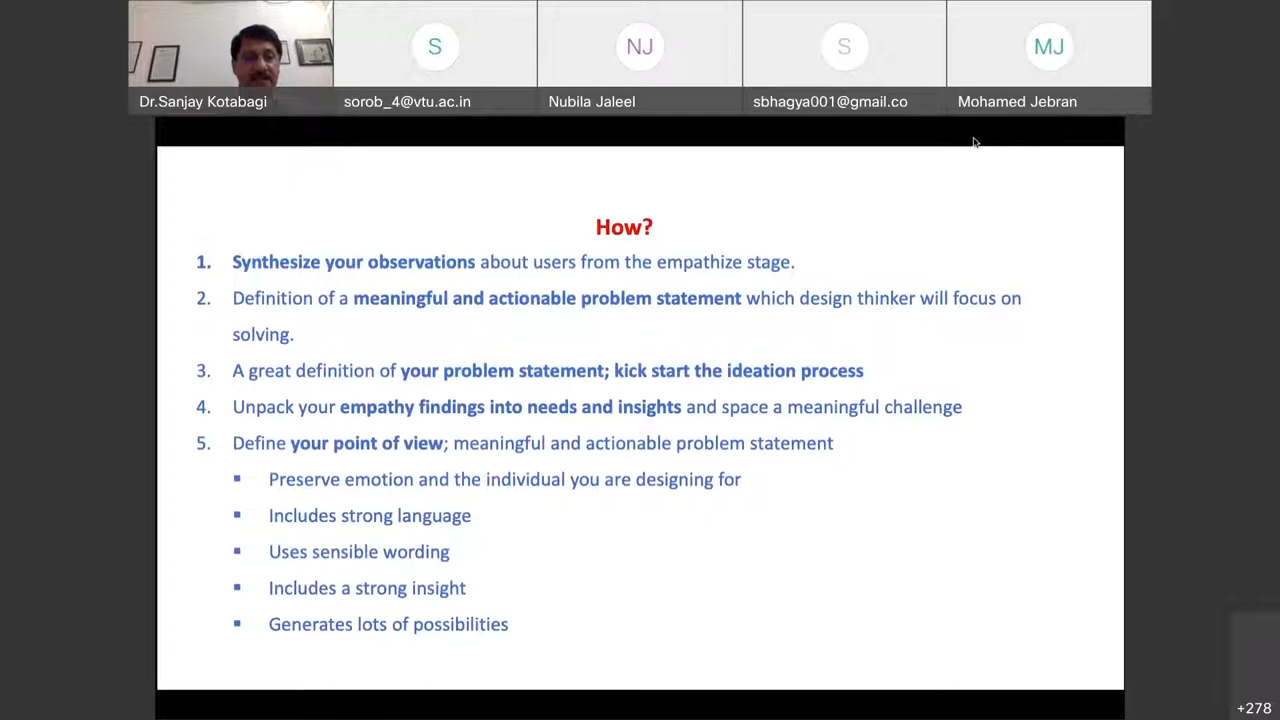 S
NJ
S
MJ
Dr.Sanjay Kotabagi
sorob_4@vtu.ac.in
Nubila Jaleel
sbhagya001@gmail.co
Mohamed Jebran
How?
1. Synthesize your observations about users from the empathize stage.
2. Definition of a meaningful and actionable problem statement which design thinker will focus on
solving.
3. A great definition of your problem statement; kick start the ideation process
4. Unpack your empathy findings into needs and insights and space a meaningful challenge
5. Define your point of view; meaningful and actionable problem statement
▪ Preserve emotion and the individual you are designing for
▪ Includes strong language
▪ Uses sensible wording
▪ Includes a strong insight
▪ Generates lots of possibilities
+278